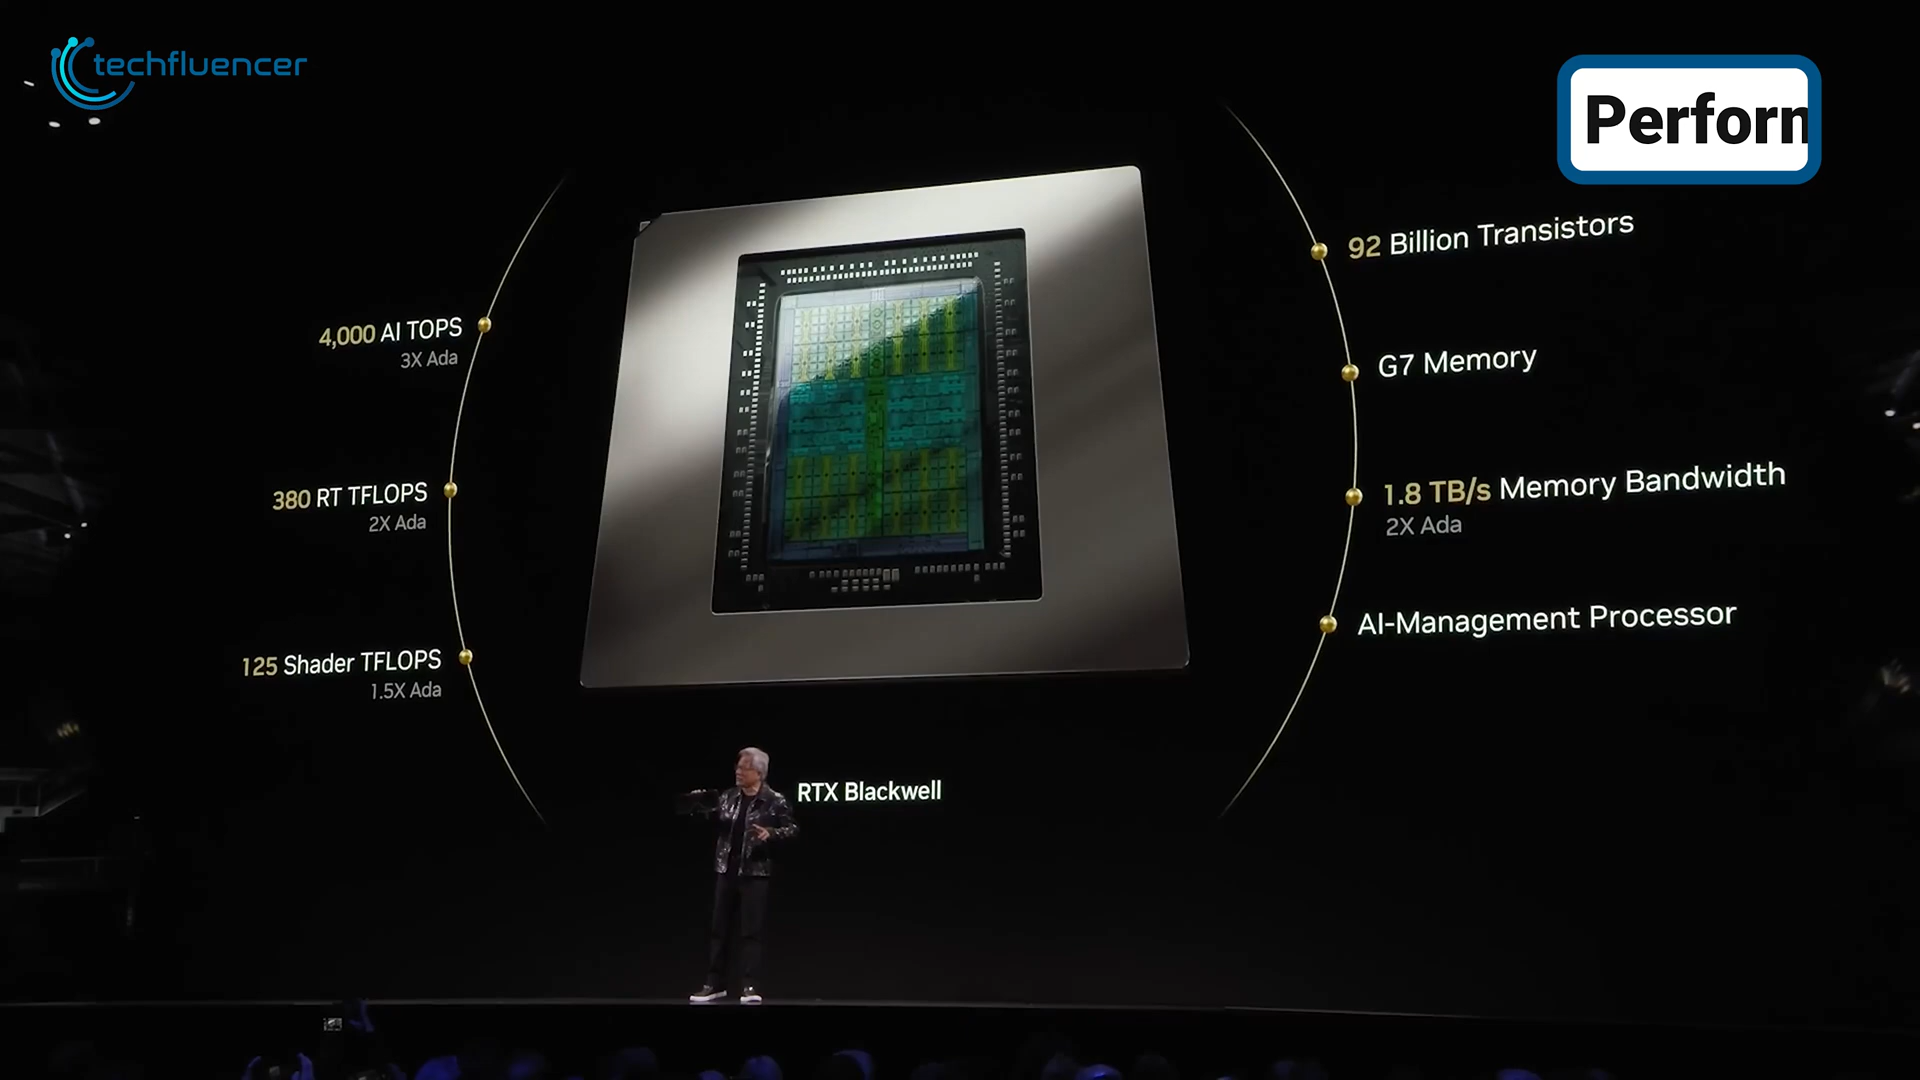 techfluencer
Perform
4,000 AI TOPS
3X Ada
380 RT TFLOPS
2X Ada
125 Shader TFLOPS
1.5X Ada
92 Billion Transistors
G7 Memory
1.8 TB/s Memory Bandwidth
2X Ada
AI-Management Processor
RTX Blackwell